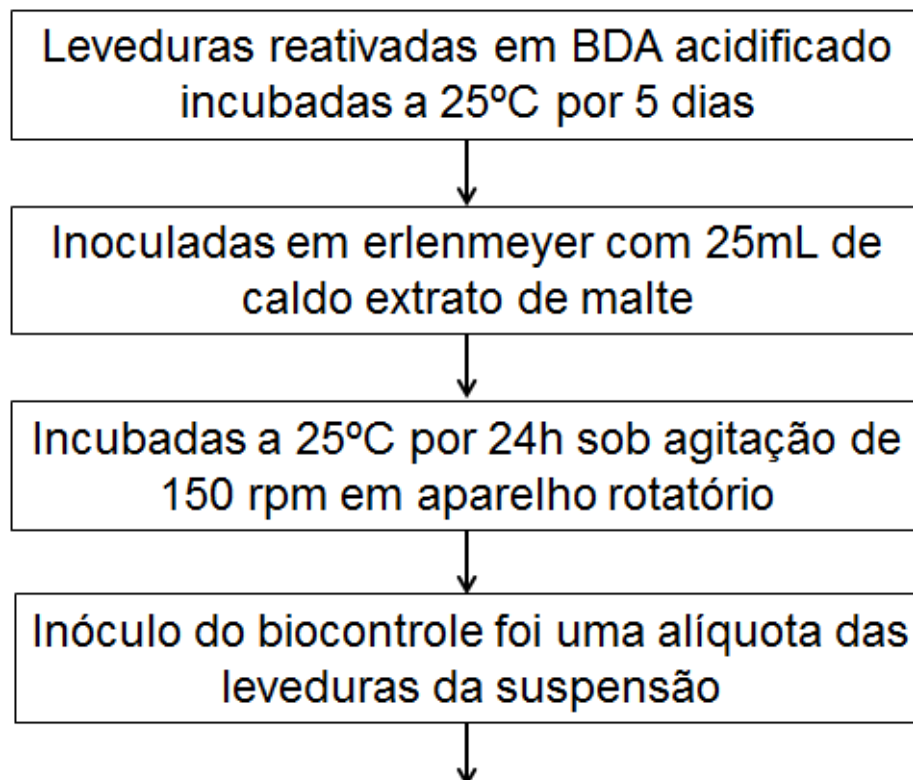 Leveduras reativadas em BDA acidificado
incubadas a 25ºC por 5 dias
Inoculadas em erlenmeyer com 25mL de
caldo extrato de malte
Incubadas a 25ºC por 24h sob agitação de
150 rpm em aparelho rotatório
Inóculo do biocontrole foi uma alíquota das
leveduras da suspensão